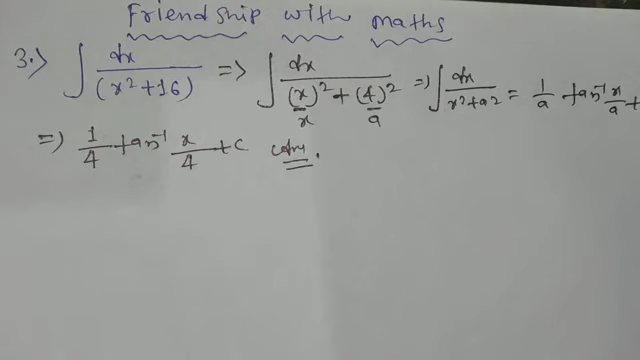 Friendship with maths
3.) ∫ dx/(x²+16) => ∫ dx/((x)²+(4)²) => ∫ dx/(x²+a²) = 1/a tan⁻¹ x/a +
x a
=> 1/4 tan⁻¹ x/4 + c